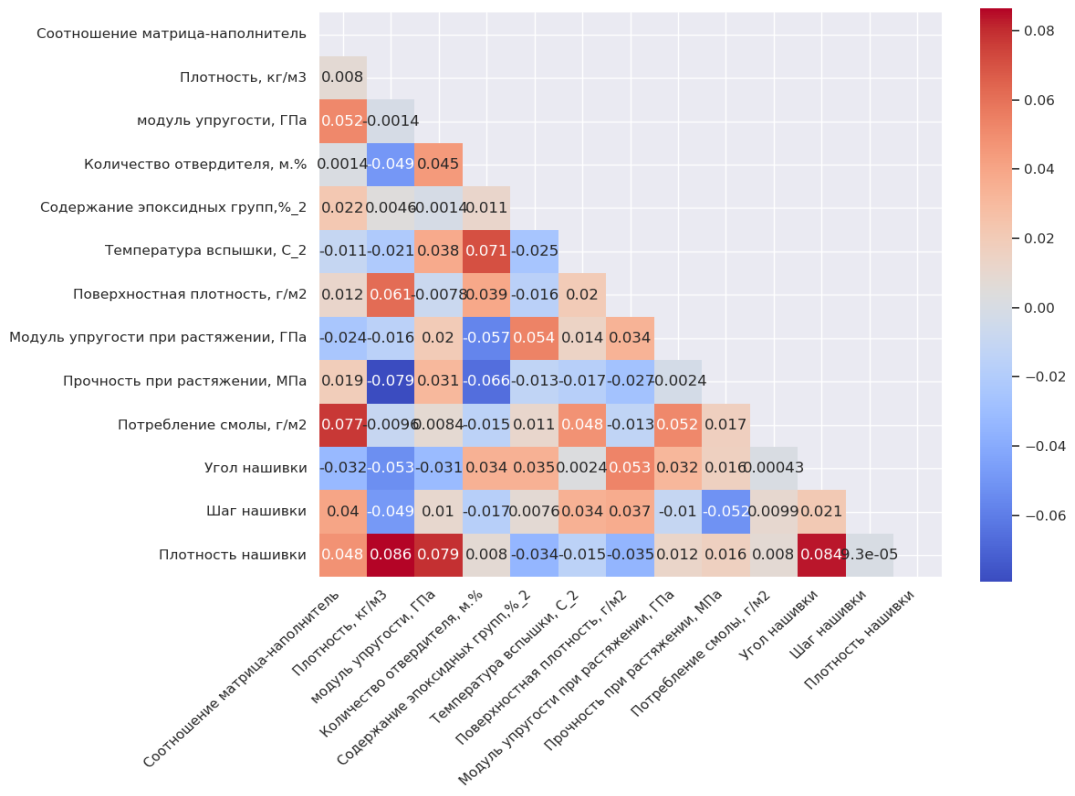 Соотношение матрица-наполнитель
Плотность, кг/м3 0.008
модуль упругости, ГПа 0.052 -0.0014
Количество отвердителя, м.% 0.0014 -0.049 0.045
Содержание эпоксидных групп,%_2 0.022 0.0046 -0.0014 0.011
Температура вспышки, С_2 -0.011 -0.021 0.038 0.071 -0.025
Поверхностная плотность, г/м2 0.012 0.061 -0.0078 0.039 -0.016 0.02
Модуль упругости при растяжении, ГПа -0.024 -0.016 0.02 -0.057 0.054 0.014 0.034
Прочность при растяжении, МПа 0.019 -0.079 0.031 -0.066 -0.013 -0.017 -0.027 -0.0024
Потребление смолы, г/м2 0.077 -0.0096 0.0084 -0.015 0.011 0.048 -0.013 0.052 0.017
Угол нашивки -0.032 -0.053 -0.031 0.034 0.035 0.0024 0.053 0.032 0.016 0.00043
Шаг нашивки 0.04 -0.049 0.01 -0.017 0.0076 0.034 0.037 -0.01 -0.052 0.0099 0.021
Плотность нашивки 0.048 0.086 0.079 0.008 -0.034 -0.015 -0.035 0.012 0.016 0.008 0.084 9.3e-05
Соотношение матрица-наполнитель
Плотность, кг/м3
модуль упругости, ГПа
Количество отвердителя, м.%
Содержание эпоксидных групп,%_2
Температура вспышки, С_2
Поверхностная плотность, г/м2
Модуль упругости при растяжении, ГПа
Прочность при растяжении, МПа
Потребление смолы, г/м2
Угол нашивки
Шаг нашивки
Плотность нашивки
0.08
0.06
0.04
0.02
0.00
−0.02
−0.04
−0.06